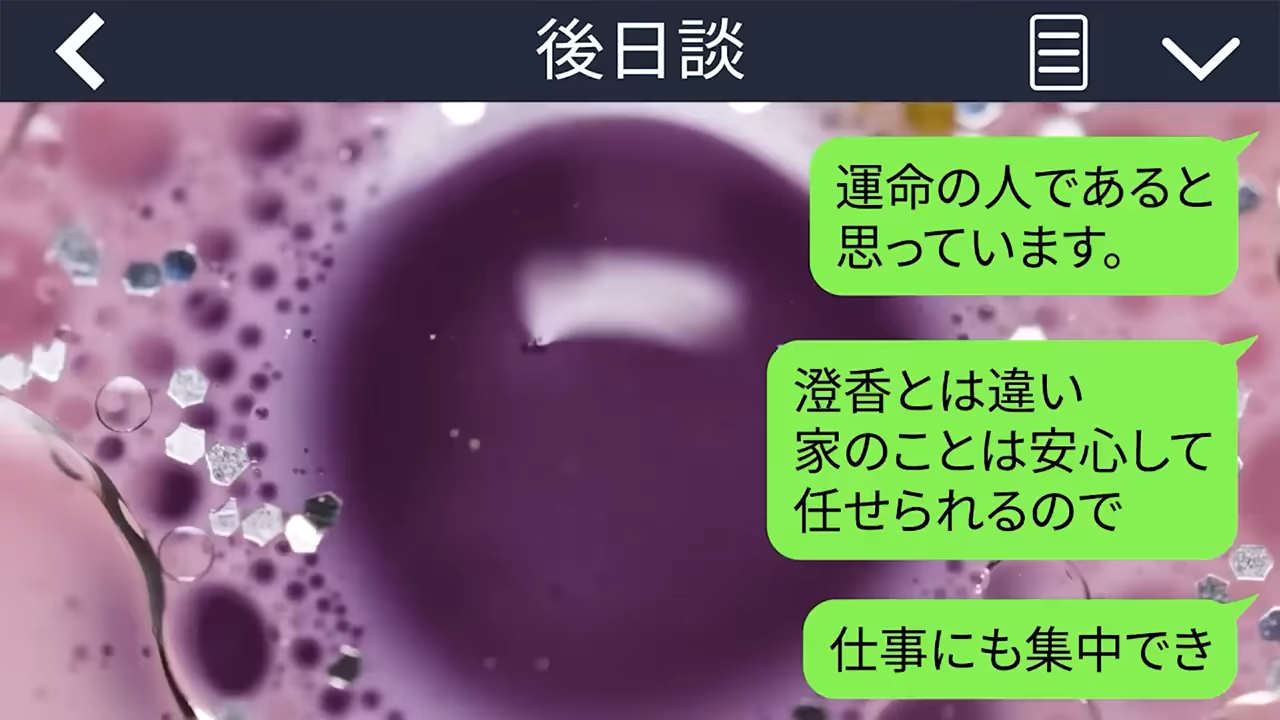 後日談
運命の人であると
思っています。
澄香とは違い
家のことは安心して
任せられるので
仕事にも集中でき